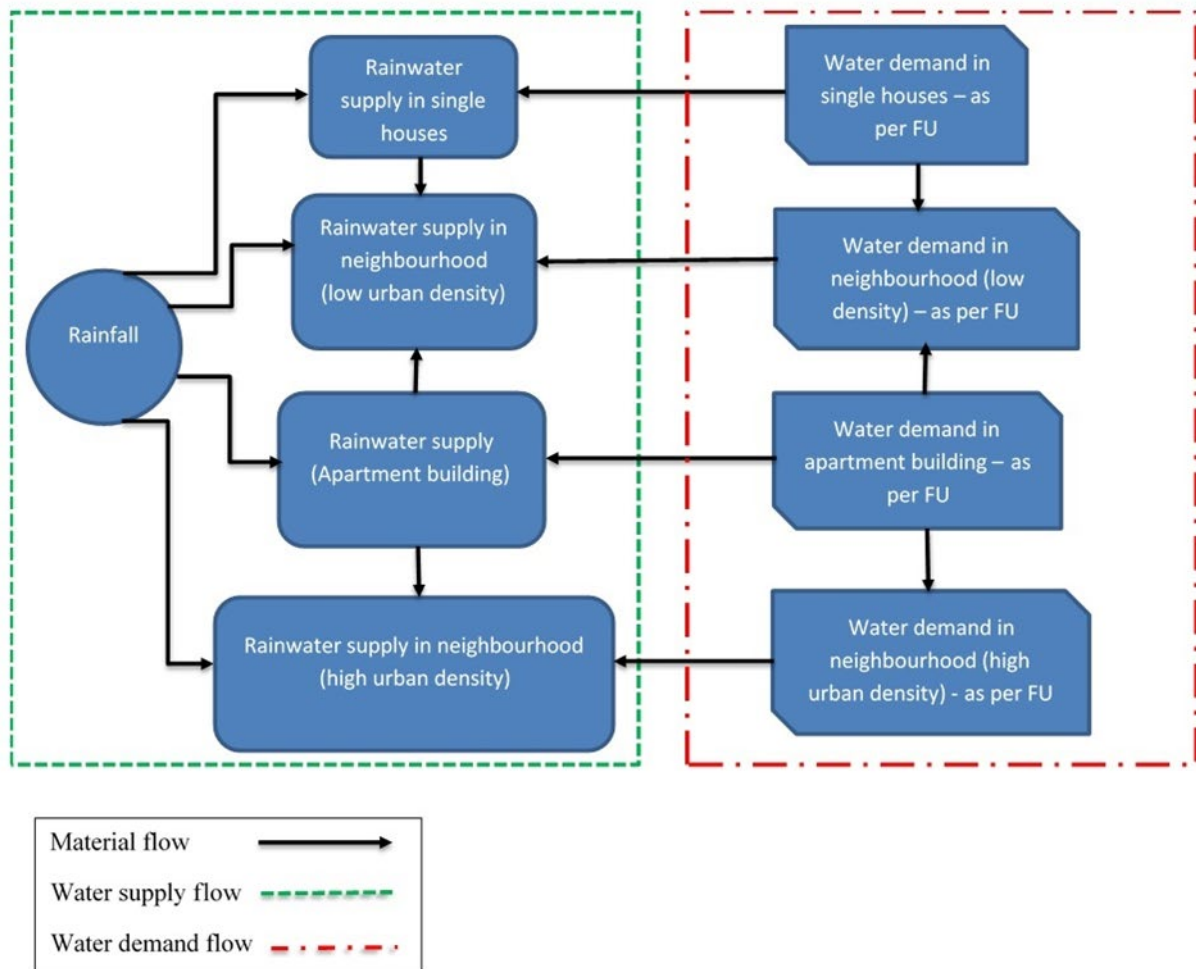 Rainwater
supply in single
houses
Water demand in
single houses – as
per FU
Rainwater supply in
neighbourhood
(low urban density)
Water demand in
neighbourhood (low
density) – as per FU
Rainfall
Rainwater supply
(Apartment building)
Water demand in
apartment building – as
per FU
Rainwater supply in neighbourhood
(high urban density)
Water demand in
neighbourhood (high
urban density) - as per FU
Material flow
Water supply flow
Water demand flow